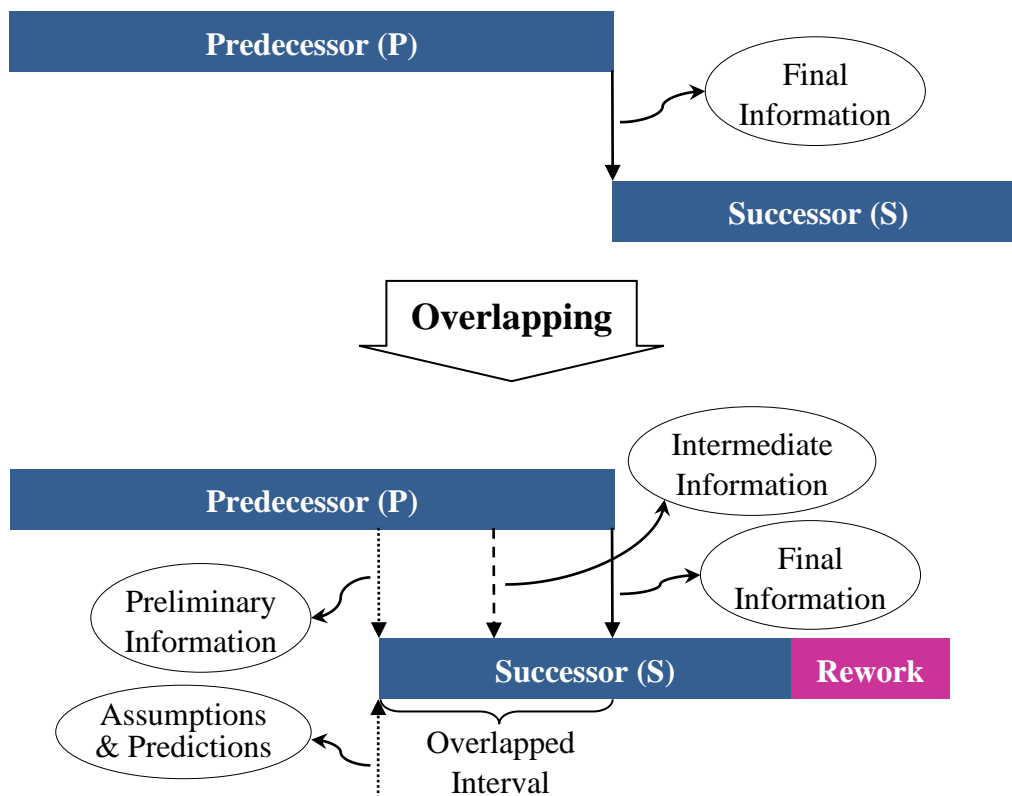 Predecessor (P)
Final
Information
Successor (S)
Overlapping
Intermediate
Information
Predecessor (P)
Final
Information
Preliminary
Information
Successor (S)
Rework
Assumptions
& Predictions
Overlapped
Interval